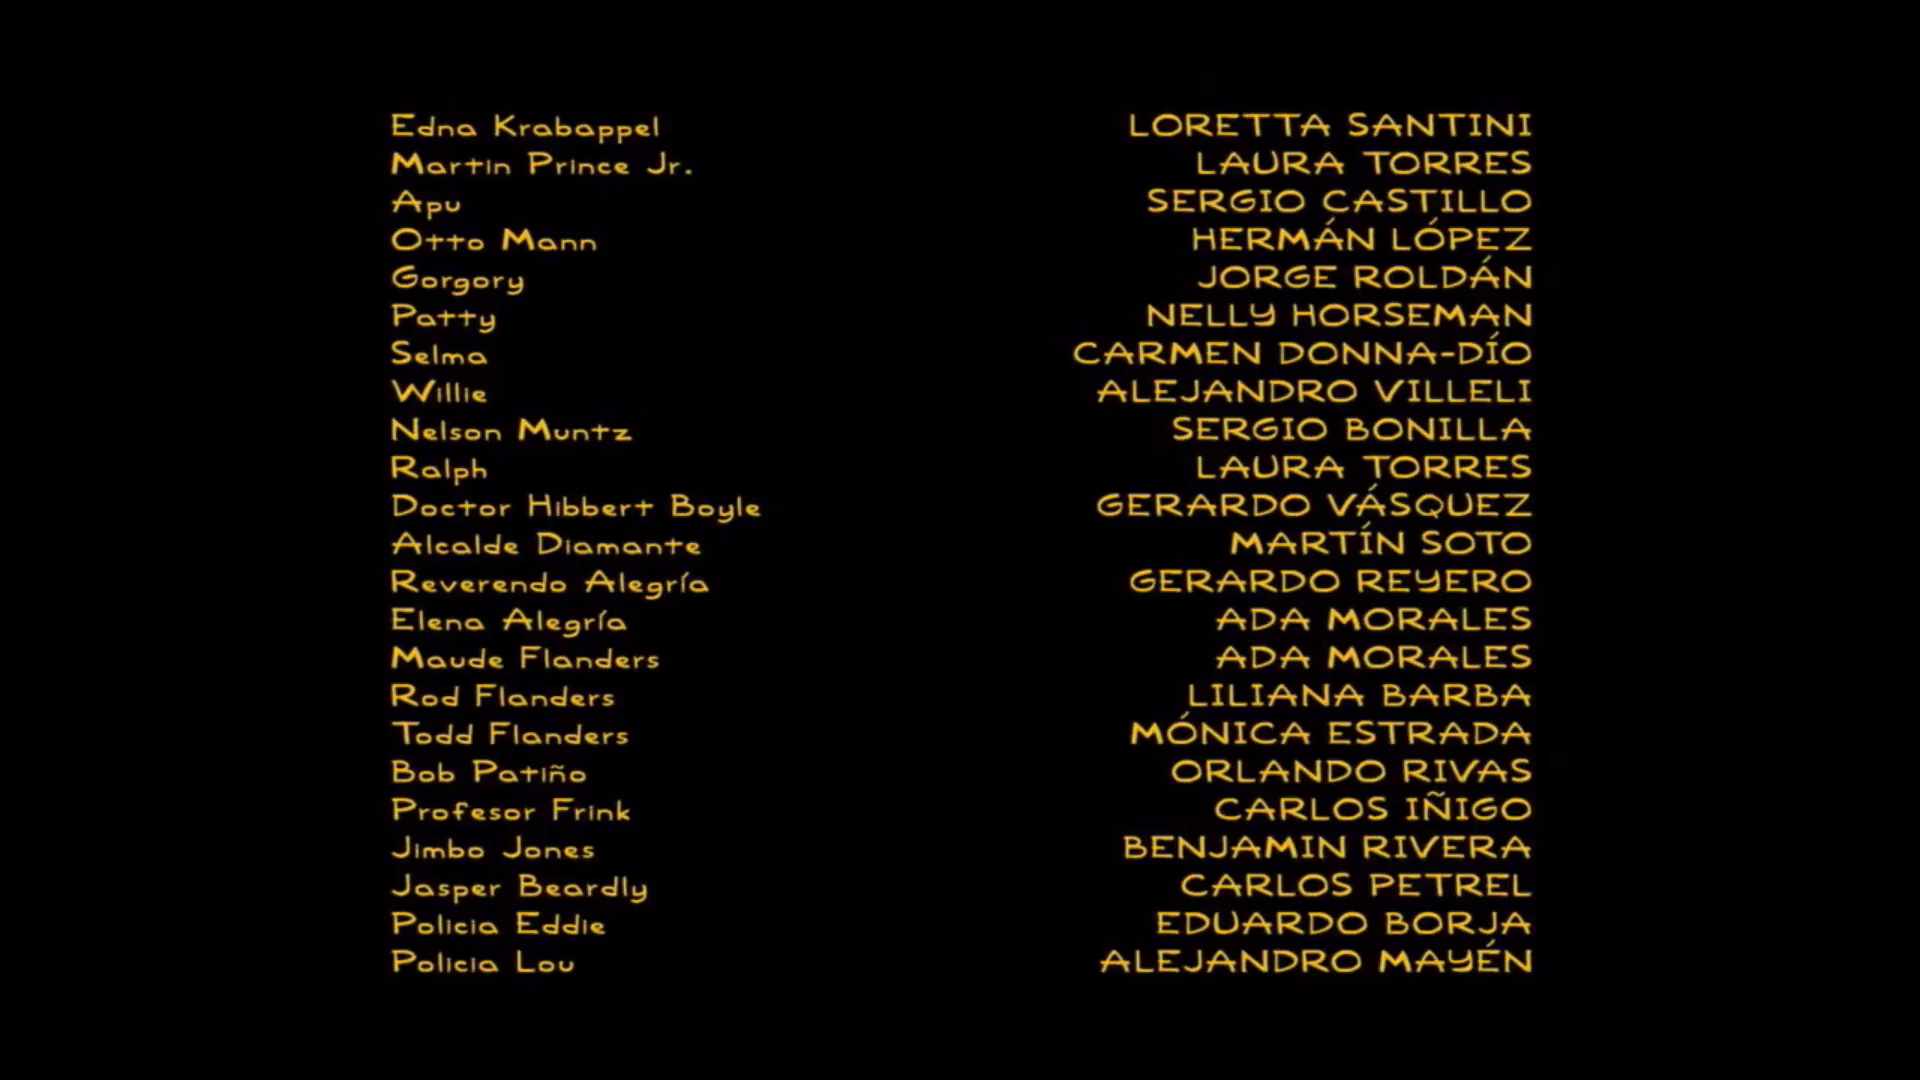 Edna Krabappel LORETTA SANTINI
Martin Prince Jr. LAURA TORRES
Apu SERGIO CASTILLO
Otto Mann HERMÁN LÓPEZ
Gorgory JORGE ROLDÁN
Patty NELLY HORSEMAN
Selma CARMEN DONNA-DÍO
Willie ALEJANDRO VILLELI
Nelson Muntz SERGIO BONILLA
Ralph LAURA TORRES
Doctor Hibbert Boyle GERARDO VÁSQUEZ
Alcalde Diamante MARTÍN SOTO
Reverendo Alegría GERARDO REYERO
Elena Alegría ADA MORALES
Maude Flanders ADA MORALES
Rod Flanders LILIANA BARBA
Todd Flanders MÓNICA ESTRADA
Bob Patiño ORLANDO RIVAS
Profesor Frink CARLOS IÑIGO
Jimbo Jones BENJAMIN RIVERA
Jasper Beardly CARLOS PETREL
Policia Eddie EDUARDO BORJA
Policia Lou ALEJANDRO MAYÉN